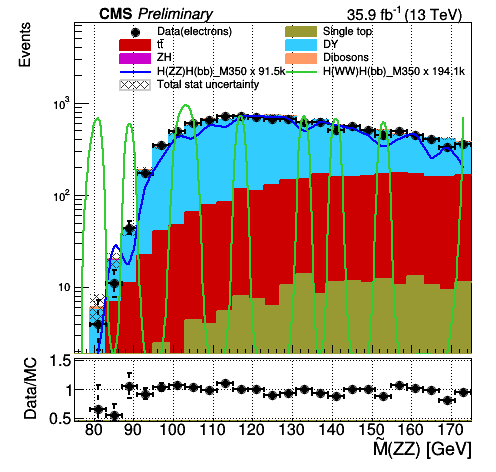 CMS Preliminary 35.9 fb⁻¹ (13 TeV)
Events
Data(electrons) Single top
tt̄ DY
ZH Dibosons
H(ZZ)H(bb)_M350 x 91.5k H(WW)H(bb)_M350 x 194.1k
Total stat uncertainty
10³
10²
10
Data/MC
1.5
1
0.5
80 90 100 110 120 130 140 150 160 170
M̃(ZZ) [GeV]